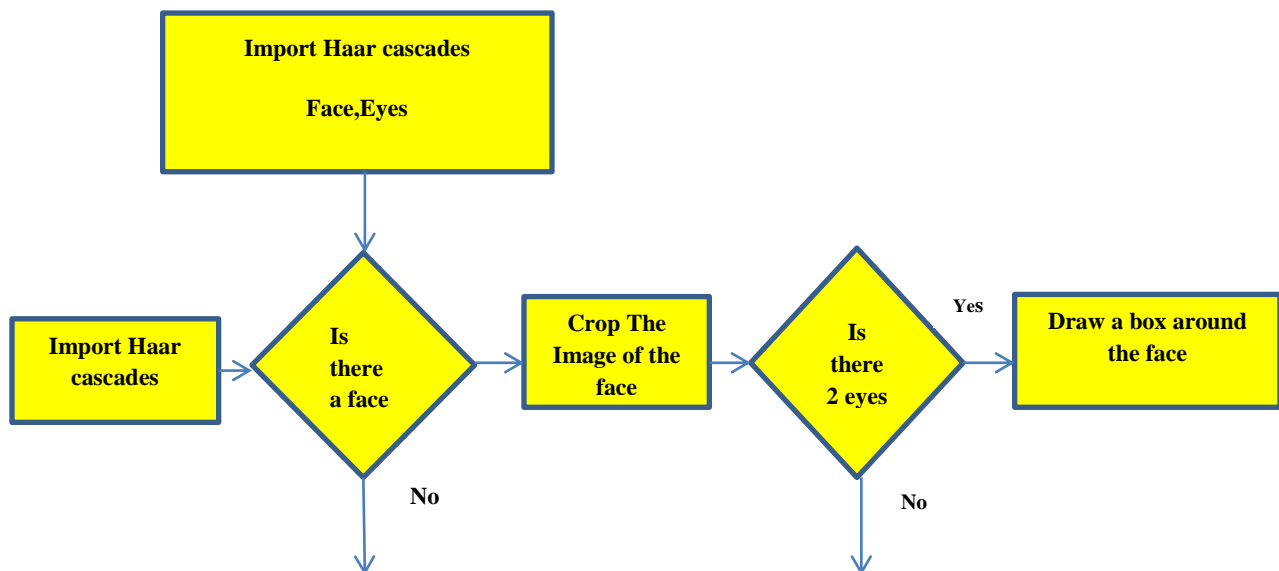 Import Haar cascades
Face,Eyes
Import Haar
cascades
Is
there
a face
No
Crop The
Image of the
face
Is
there
2 eyes
Yes
No
Draw a box around
the face